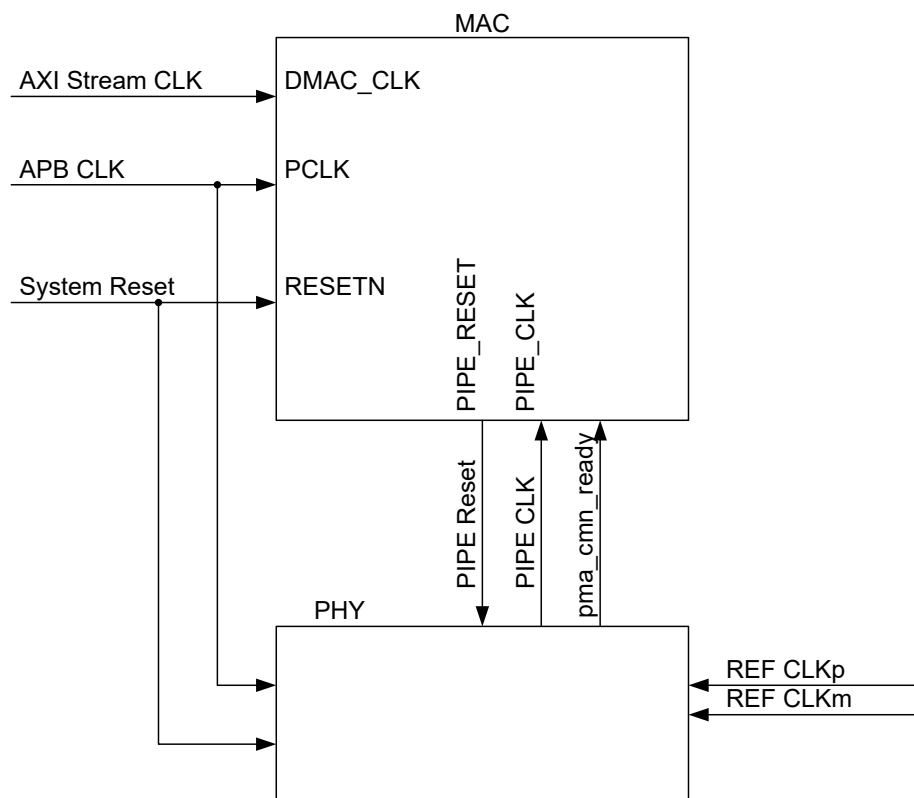 MAC
AXI Stream CLK
DMAC_CLK
APB CLK
PCLK
System Reset
RESETN
PIPE_RESET
PIPE_CLK
PIPE Reset
PIPE CLK
pma_cmn_ready
PHY
REF CLKp
REF CLKm